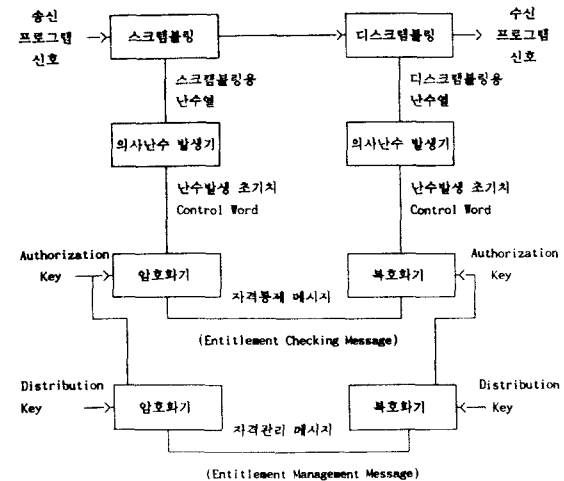 송신
프로그램
신호
스크램블링
디스크램블링
수신
프로그램
신호
스크램블링용
난수열
디스크램블링용
난수열
의사난수 발생기
의사난수 발생기
난수발생 초기치
Control Word
난수발생 초기치
Control Word
Authorization
Key
암호화기
복호화기
Authorization
Key
자격통제 메시지
(Entitlement Checking Message)
Distribution
Key
암호화기
복호화기
Distribution
Key
자격관리 메시지
(Entitlement Management Message)